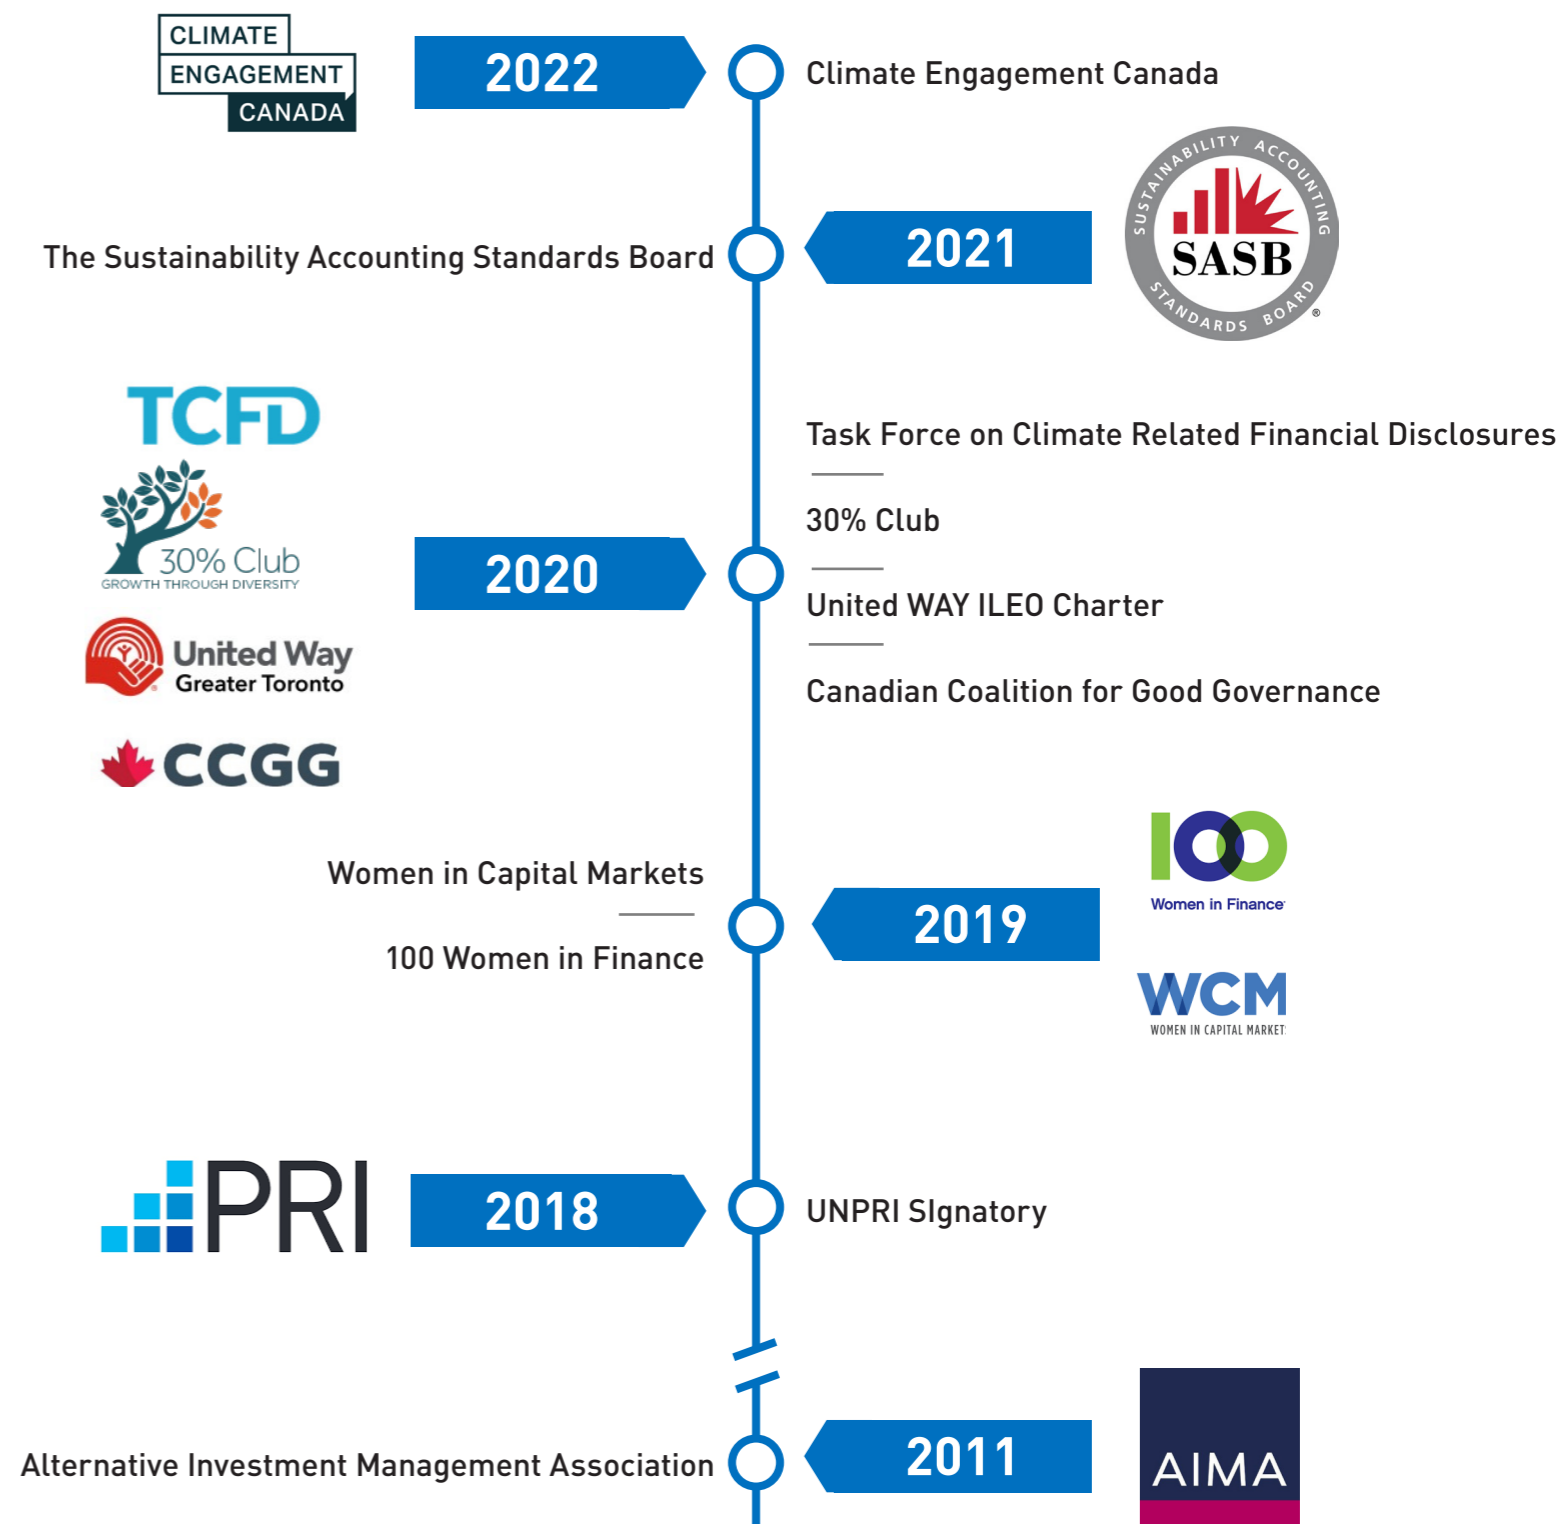 CLIMATE
ENGAGEMENT
CANADA
2022
Climate Engagement Canada
The Sustainability Accounting Standards Board
2021
SUSTAINABILITY ACCOUNTING
SASB
STANDARDS BOARD
®
TCFD
30% Club
GROWTH THROUGH DIVERSITY
United Way
Greater Toronto
CCGG
2020
Task Force on Climate Related Financial Disclosures
30% Club
United WAY ILEO Charter
Canadian Coalition for Good Governance
Women in Capital Markets
100 Women in Finance
2019
100
Women in Finance
WCM
WOMEN IN CAPITAL MARKET
PRI
2018
UNPRI SIgnatory
Alternative Investment Management Association
2011
AIMA